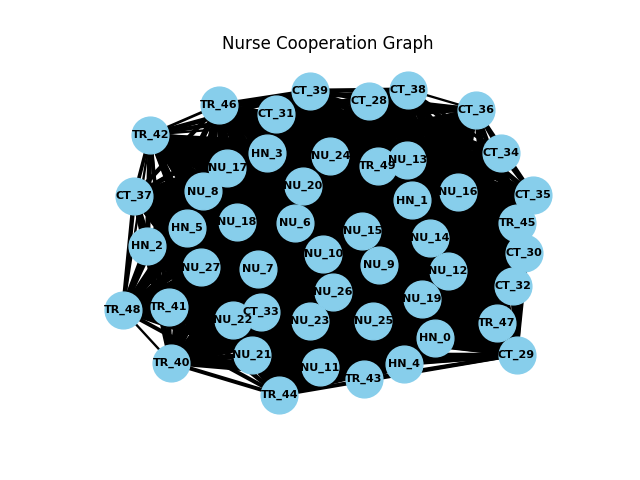 Nurse Cooperation Graph
CT_39
CT_38
TR_46
CT_28
CT_31
CT_36
TR_42
HN_3
NU_24
CT_34
TR_49
NU_13
NU_17
NU_20
NU_8
NU_16
CT_37
CT_35
HN_1
NU_18
NU_6
TR_45
HN_5
NU_15
NU_14
HN_2
NU_10
CT_30
NU_27
NU_7
NU_9
NU_12
CT_32
NU_26
NU_19
TR_41
TR_48
CT_33
NU_22
NU_23
NU_25
TR_47
HN_0
NU_21
CT_29
TR_40
HN_4
NU_11
TR_43
TR_44